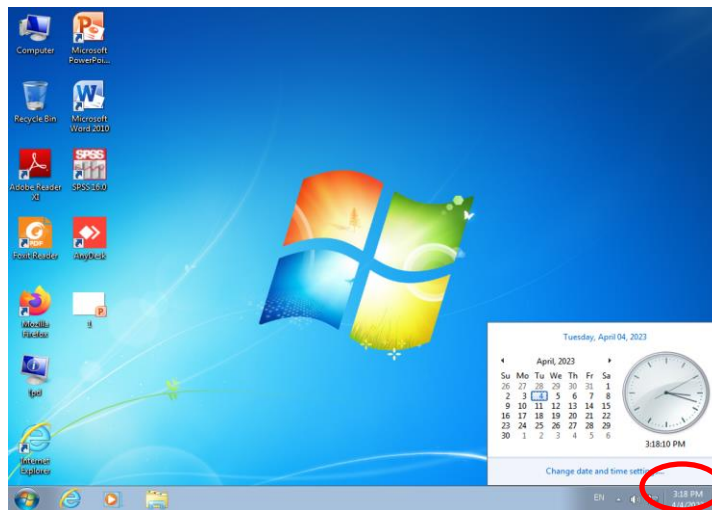 Computer
Microsoft
PowerPoi...
Recycle Bin
Microsoft
Word 2010
Adobe Reader
XI
SPSS
SPSS 16.0
Foxit Reader
AnyDesk
Mozilla
Firefox
1
Internet
Explorer
Tuesday, April 04, 2023
April, 2023
Su Mo Tu We Th Fr Sa
26 27 28 29 30 31 1
2 3 4 5 6 7 8
9 10 11 12 13 14 15
16 17 18 19 20 21 22
23 24 25 26 27 28 29
30 1 2 3 4 5 6
3:18:10 PM
Change date and time
EN
3:18 PM